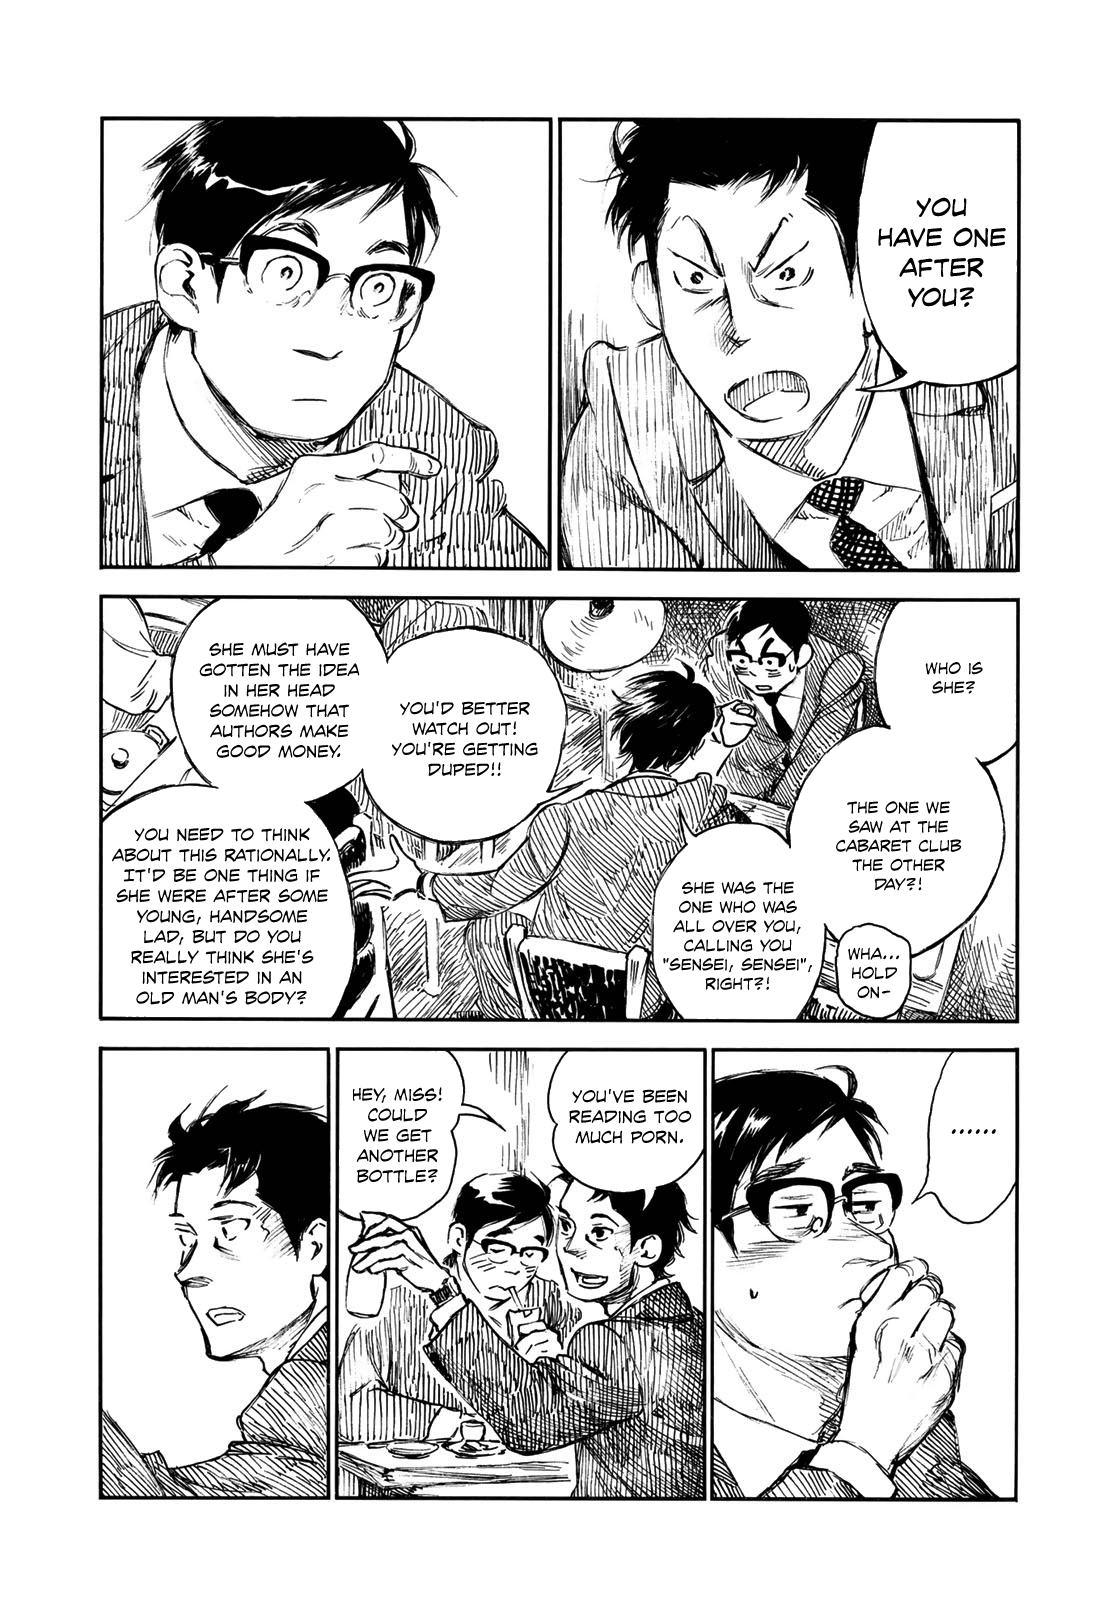 YOU
HAVE ONE
AFTER
YOU?
WHO IS
SHE?
THE ONE WE
SAW AT THE
CABARET CLUB
THE OTHER
DAY?!
WHA...
HOLD
ON-
SHE WAS THE
ONE WHO WAS
ALL OVER YOU,
CALLING YOU
"SENSEI, SENSEI",
RIGHT?!
YOU'D BETTER
WATCH OUT!
YOU'RE GETTING
DUPED!!
SHE MUST HAVE
GOTTEN THE IDEA
IN HER HEAD
SOMEHOW THAT
AUTHORS MAKE
GOOD MONEY.
YOU NEED TO THINK
ABOUT THIS RATIONALLY.
IT'D BE ONE THING IF
SHE WERE AFTER SOME
YOUNG, HANDSOME
LAD, BUT DO YOU
REALLY THINK SHE'S
INTERESTED IN AN
OLD MAN'S BODY?
......
YOU'VE BEEN
READING TOO
MUCH PORN.
HEY, MISS!
COULD
WE GET
ANOTHER
BOTTLE?